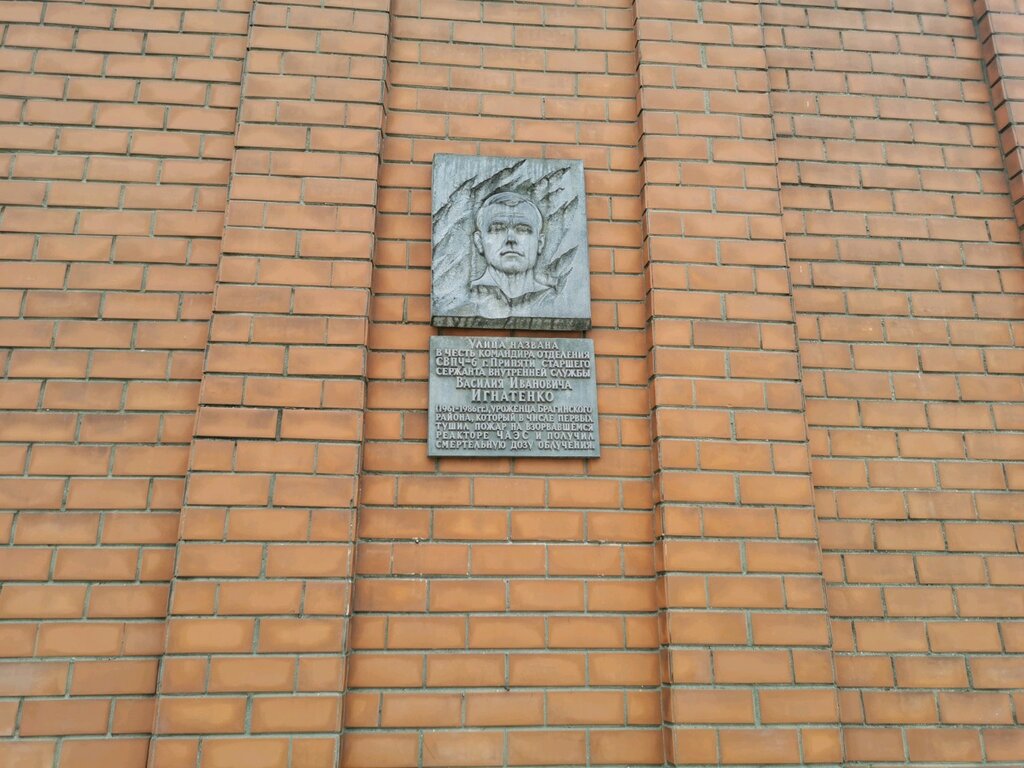 Улица названа
в честь командира отделения
СВПЧ-6 г. Припяти старшего
сержанта внутренней службы
Василия Ивановича
Игнатенко
(1961-1986 гг.), уроженца Брагинского
района, который в числе первых
тушил пожар на взорвавшемся
реакторе ЧАЭС и получил
смертельную дозу облучения